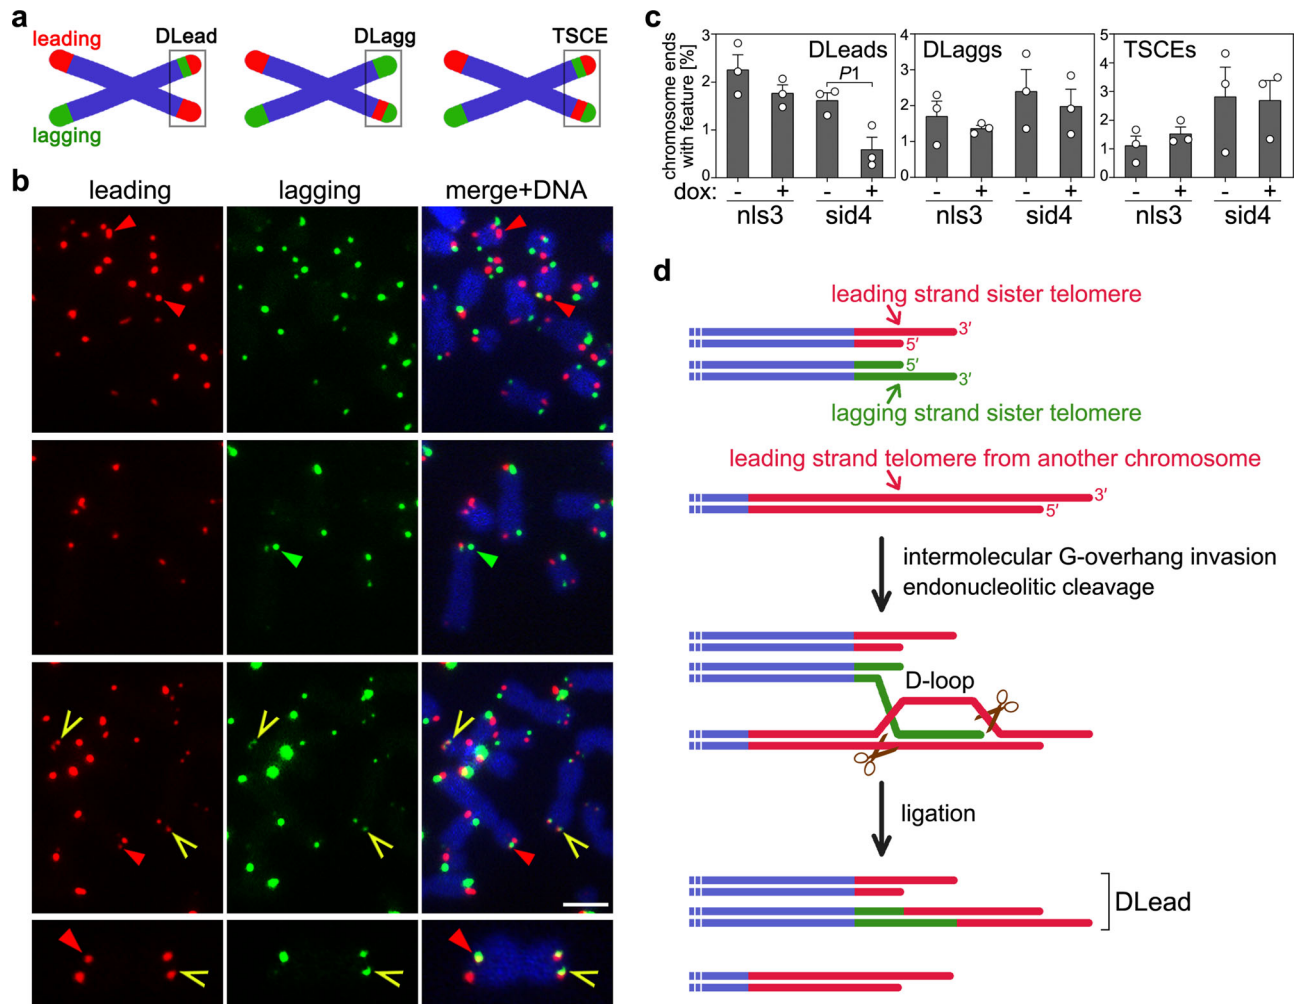 a
leading
lagging
DLead
DLagg
TSCE
b
leading
lagging
merge+DNA
c
chromosome ends
with feature [%]
3
2
1
0
DLeads
P1
4
3
2
1
0
DLaggs
5
4
3
2
1
0
TSCEs
dox:
- + - +
nls3 sid4
- + - +
nls3 sid4
- + - +
nls3 sid4
d
leading strand sister telomere
3′
5′
5′
3′
lagging strand sister telomere
leading strand telomere from another chromosome
3′
5′
intermolecular G-overhang invasion
endonucleolitic cleavage
D-loop
ligation
DLead